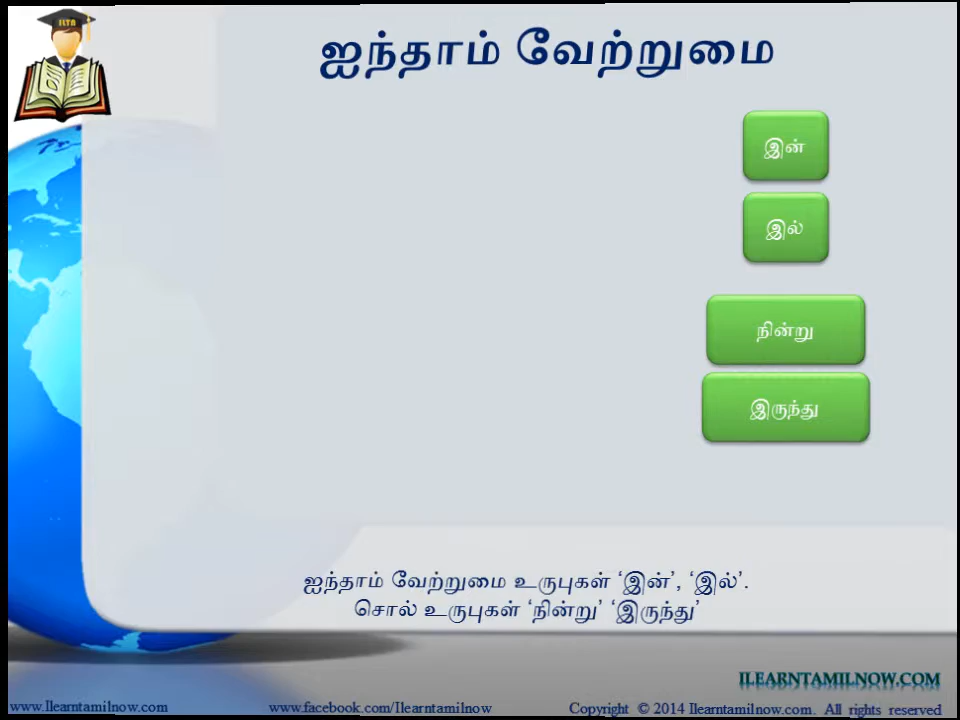 ILTN
ஐந்தாம் வேற்றுமை
இன்
இல்
நின்று
இருந்து
ஐந்தாம் வேற்றுமை உருபுகள் ‘இன்’, ‘இல்’.
சொல் உருபுகள் ‘நின்று’ ‘இருந்து’
ILEARNTAMILNOW.COM
www.Ilearntamilnow.com www.facebook.com/Ilearntamilnow Copyright © 2014 Ilearntamilnow.com. All rights reserved